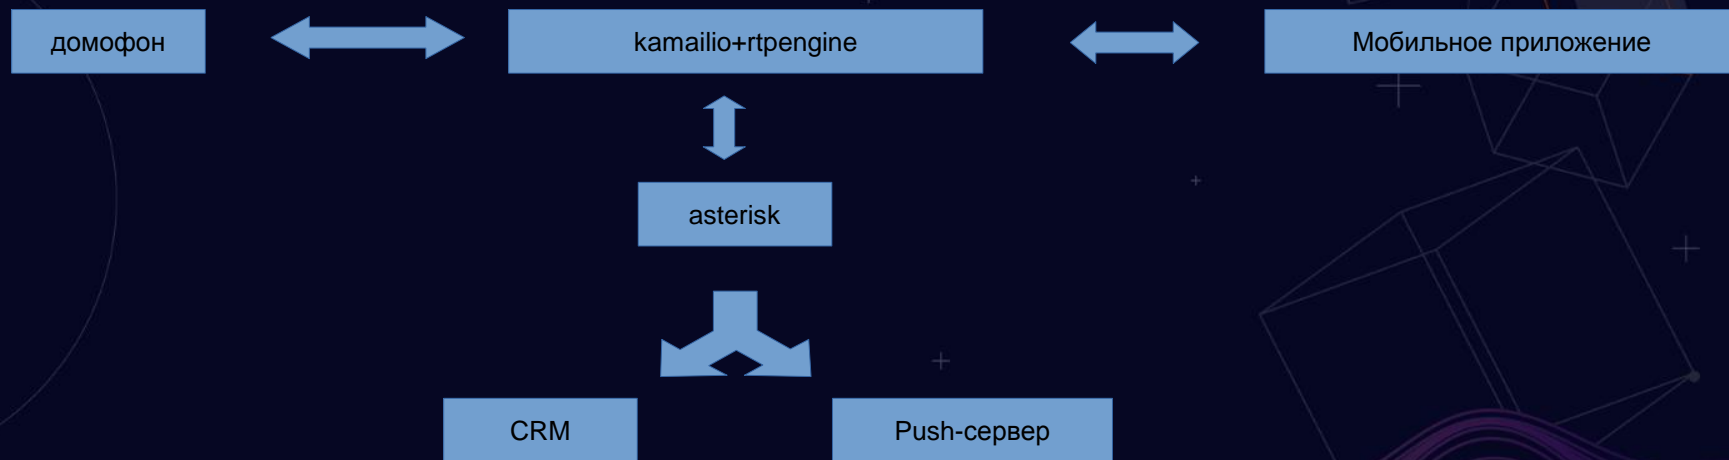 домофон
kamailio+rtpengine
Мобильное приложение
asterisk
CRM
Push-сервер